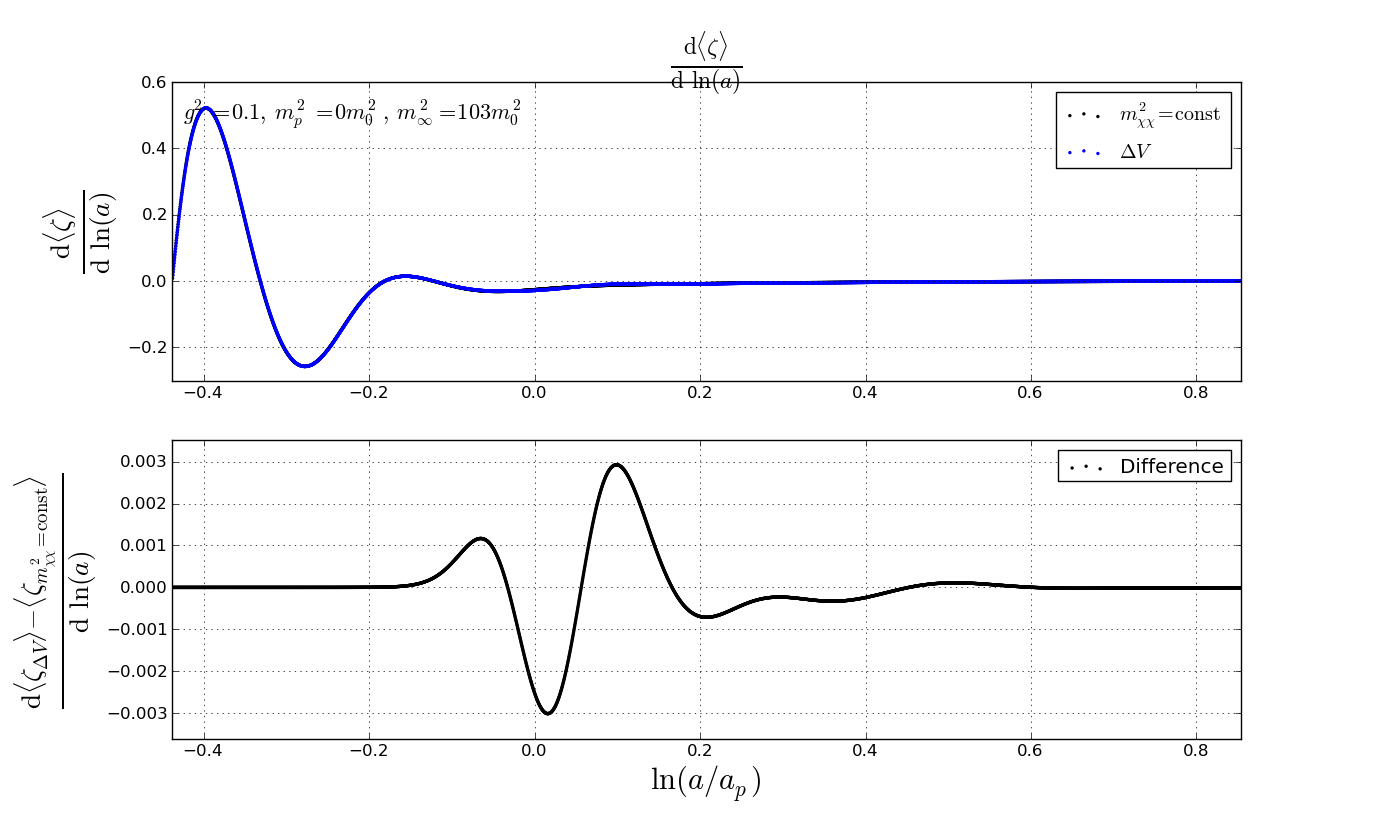 d⟨ζ⟩
d ln(a)
g² =0.1, m_p² =0m_0² , m_∞² =103m_0²
m_χχ² =const
ΔV
d⟨ζ⟩
d ln(a)
0.6
0.4
0.2
0.0
−0.2
−0.4 −0.2 0.0 0.2 0.4 0.6 0.8
Difference
d⟨ζ_ΔV⟩−⟨ζ_{m_χχ²=const}⟩
d ln(a)
0.003
0.002
0.001
0.000
−0.001
−0.002
−0.003
−0.4 −0.2 0.0 0.2 0.4 0.6 0.8
ln(a/a_p)